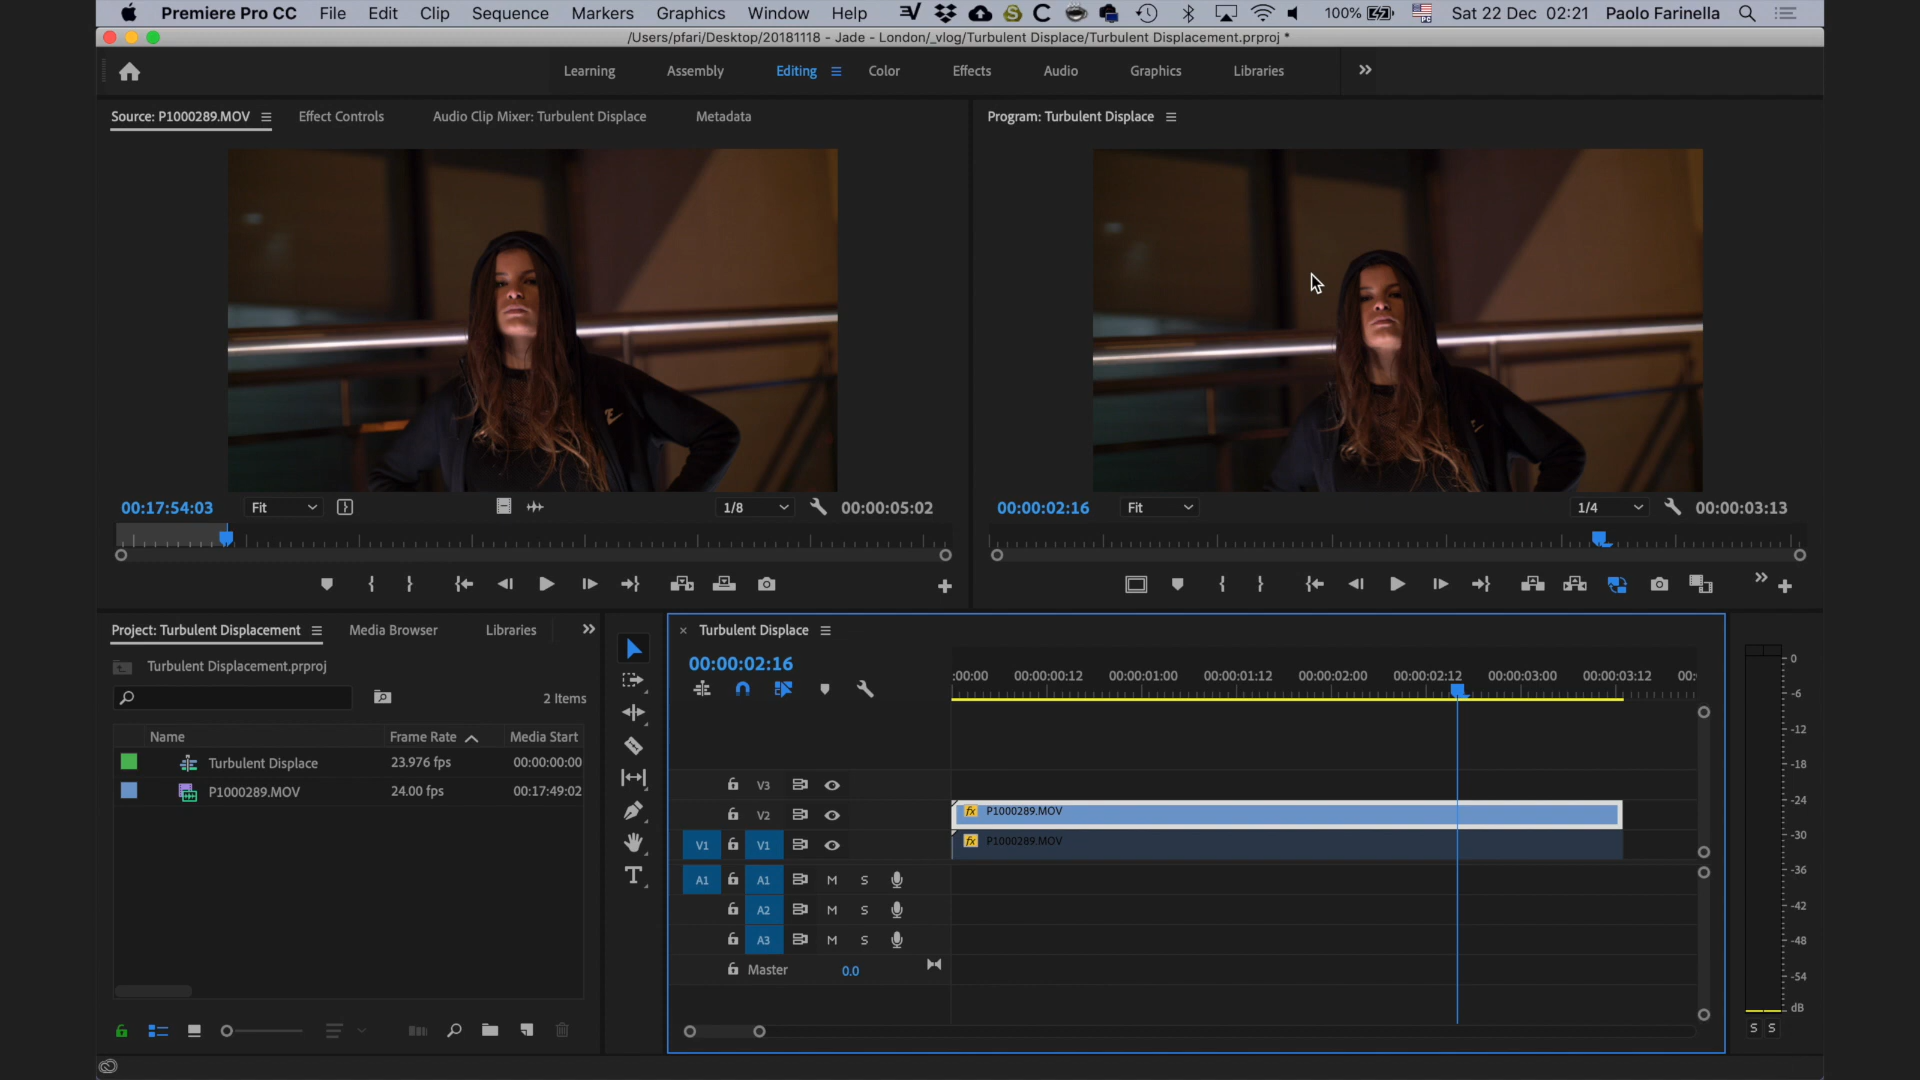 Premiere Pro CC File Edit Clip Sequence Markers Graphics Window Help 100% Sat 22 Dec 02:21 Paolo Farinella
/Users/pfari/Desktop/20181118 - Jade - London/_vlog/Turbulent Displace/Turbulent Displacement.prproj *
Learning Assembly Editing Color Effects Audio Graphics Libraries
Source: P1000289.MOV Effect Controls Audio Clip Mixer: Turbulent Displace Metadata
Program: Turbulent Displace
00:17:54:03 Fit 1/8 00:00:05:02
00:00:02:16 Fit 1/4 00:00:03:13
Project: Turbulent Displacement Media Browser Libraries
Turbulent Displacement.prproj
2 Items
Name Frame Rate Media Start
Turbulent Displace 23.976 fps 00:00:00:00
P1000289.MOV 24.00 fps 00:17:49:02
Turbulent Displace
00:00:02:16
:00:00 00:00:00:12 00:00:01:00 00:00:01:12 00:00:02:00 00:00:02:12 00:00:03:00 00:00:03:12 00:
V3
V2 fx P1000289.MOV
V1 V1 fx P1000289.MOV
A1 A1 M S
A2 M S
A3 M S
Master 0.0
0
-6
-12
-18
-24
-30
-36
-42
-48
-54
dB
S S